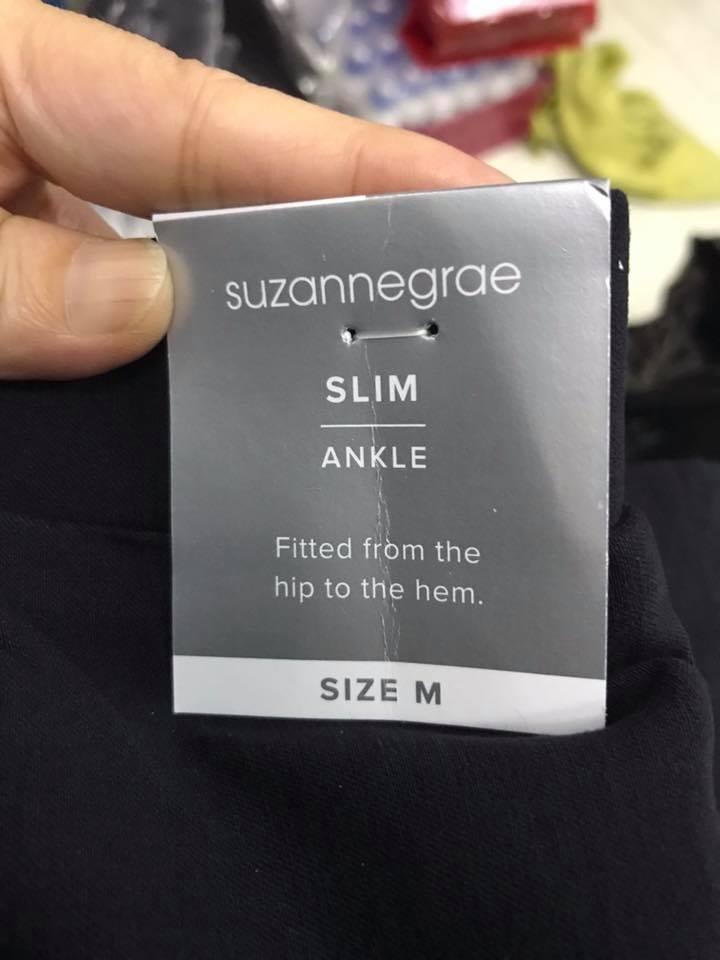 suzannegrae
SLIM
ANKLE
Fitted from the
hip to the hem.
SIZE M